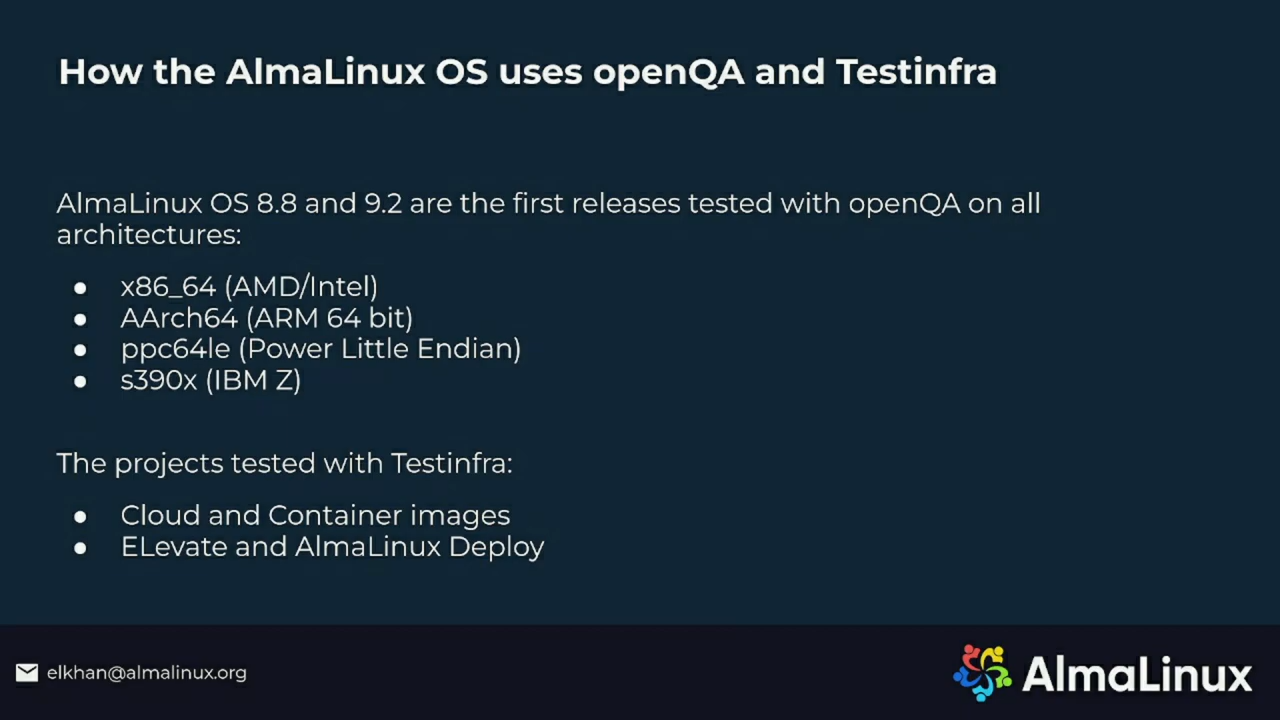 How the AlmaLinux OS uses openQA and Testinfra
AlmaLinux OS 8.8 and 9.2 are the first releases tested with openQA on all
architectures:
● x86_64 (AMD/Intel)
● AArch64 (ARM 64 bit)
● ppc64le (Power Little Endian)
● s390x (IBM Z)
The projects tested with Testinfra:
● Cloud and Container images
● ELevate and AlmaLinux Deploy
elkhan@almalinux.org
AlmaLinux